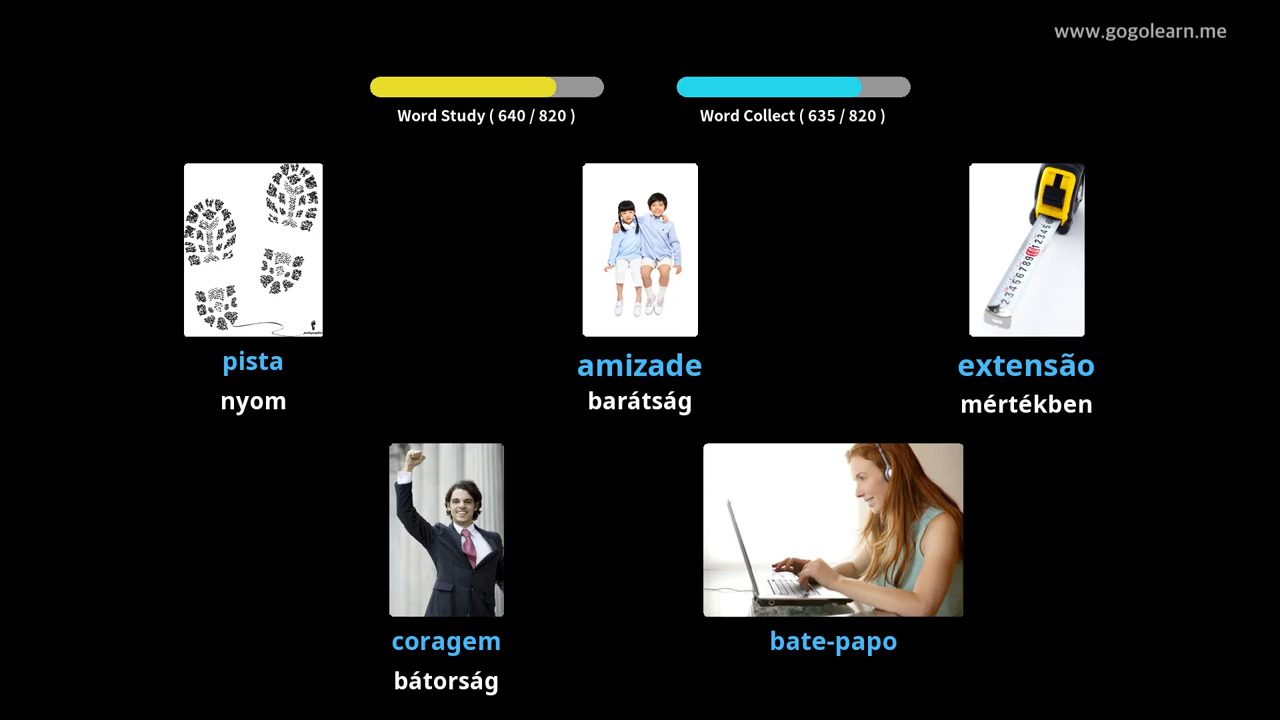 www.gogolearn.me
Word Study ( 640 / 820 )
Word Collect ( 635 / 820 )
pista
nyom
amizade
barátság
extensão
mértékben
coragem
bátorság
bate-papo